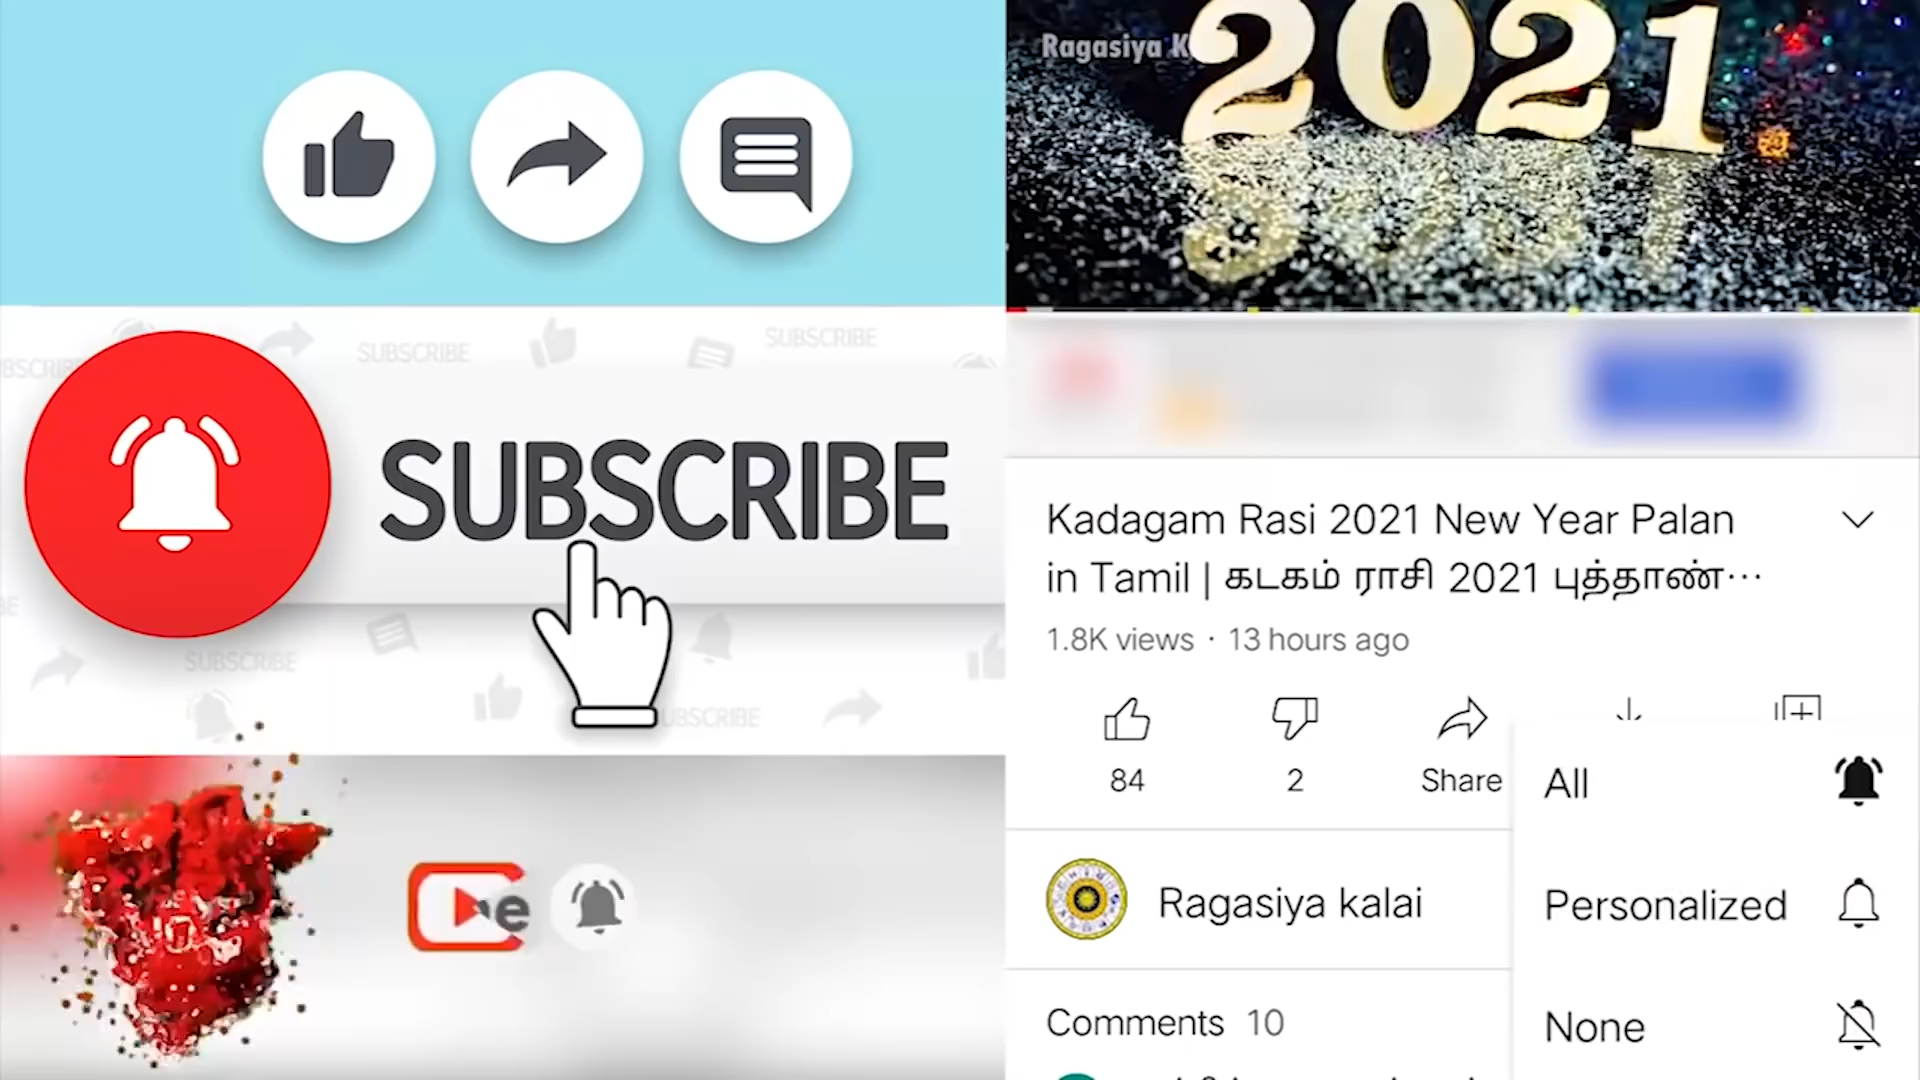 SUBSCRIBE
SUBSCRIBE
SUBSCRIBE
SUBSCRIBE
2021
Ragasiya K
Kadagam Rasi 2021 New Year Palan
in Tamil | கடகம் ராசி 2021 புத்தாண்...
1.8K views · 13 hours ago
84
2
Share
All
Ragasiya kalai
Personalized
Comments 10
None